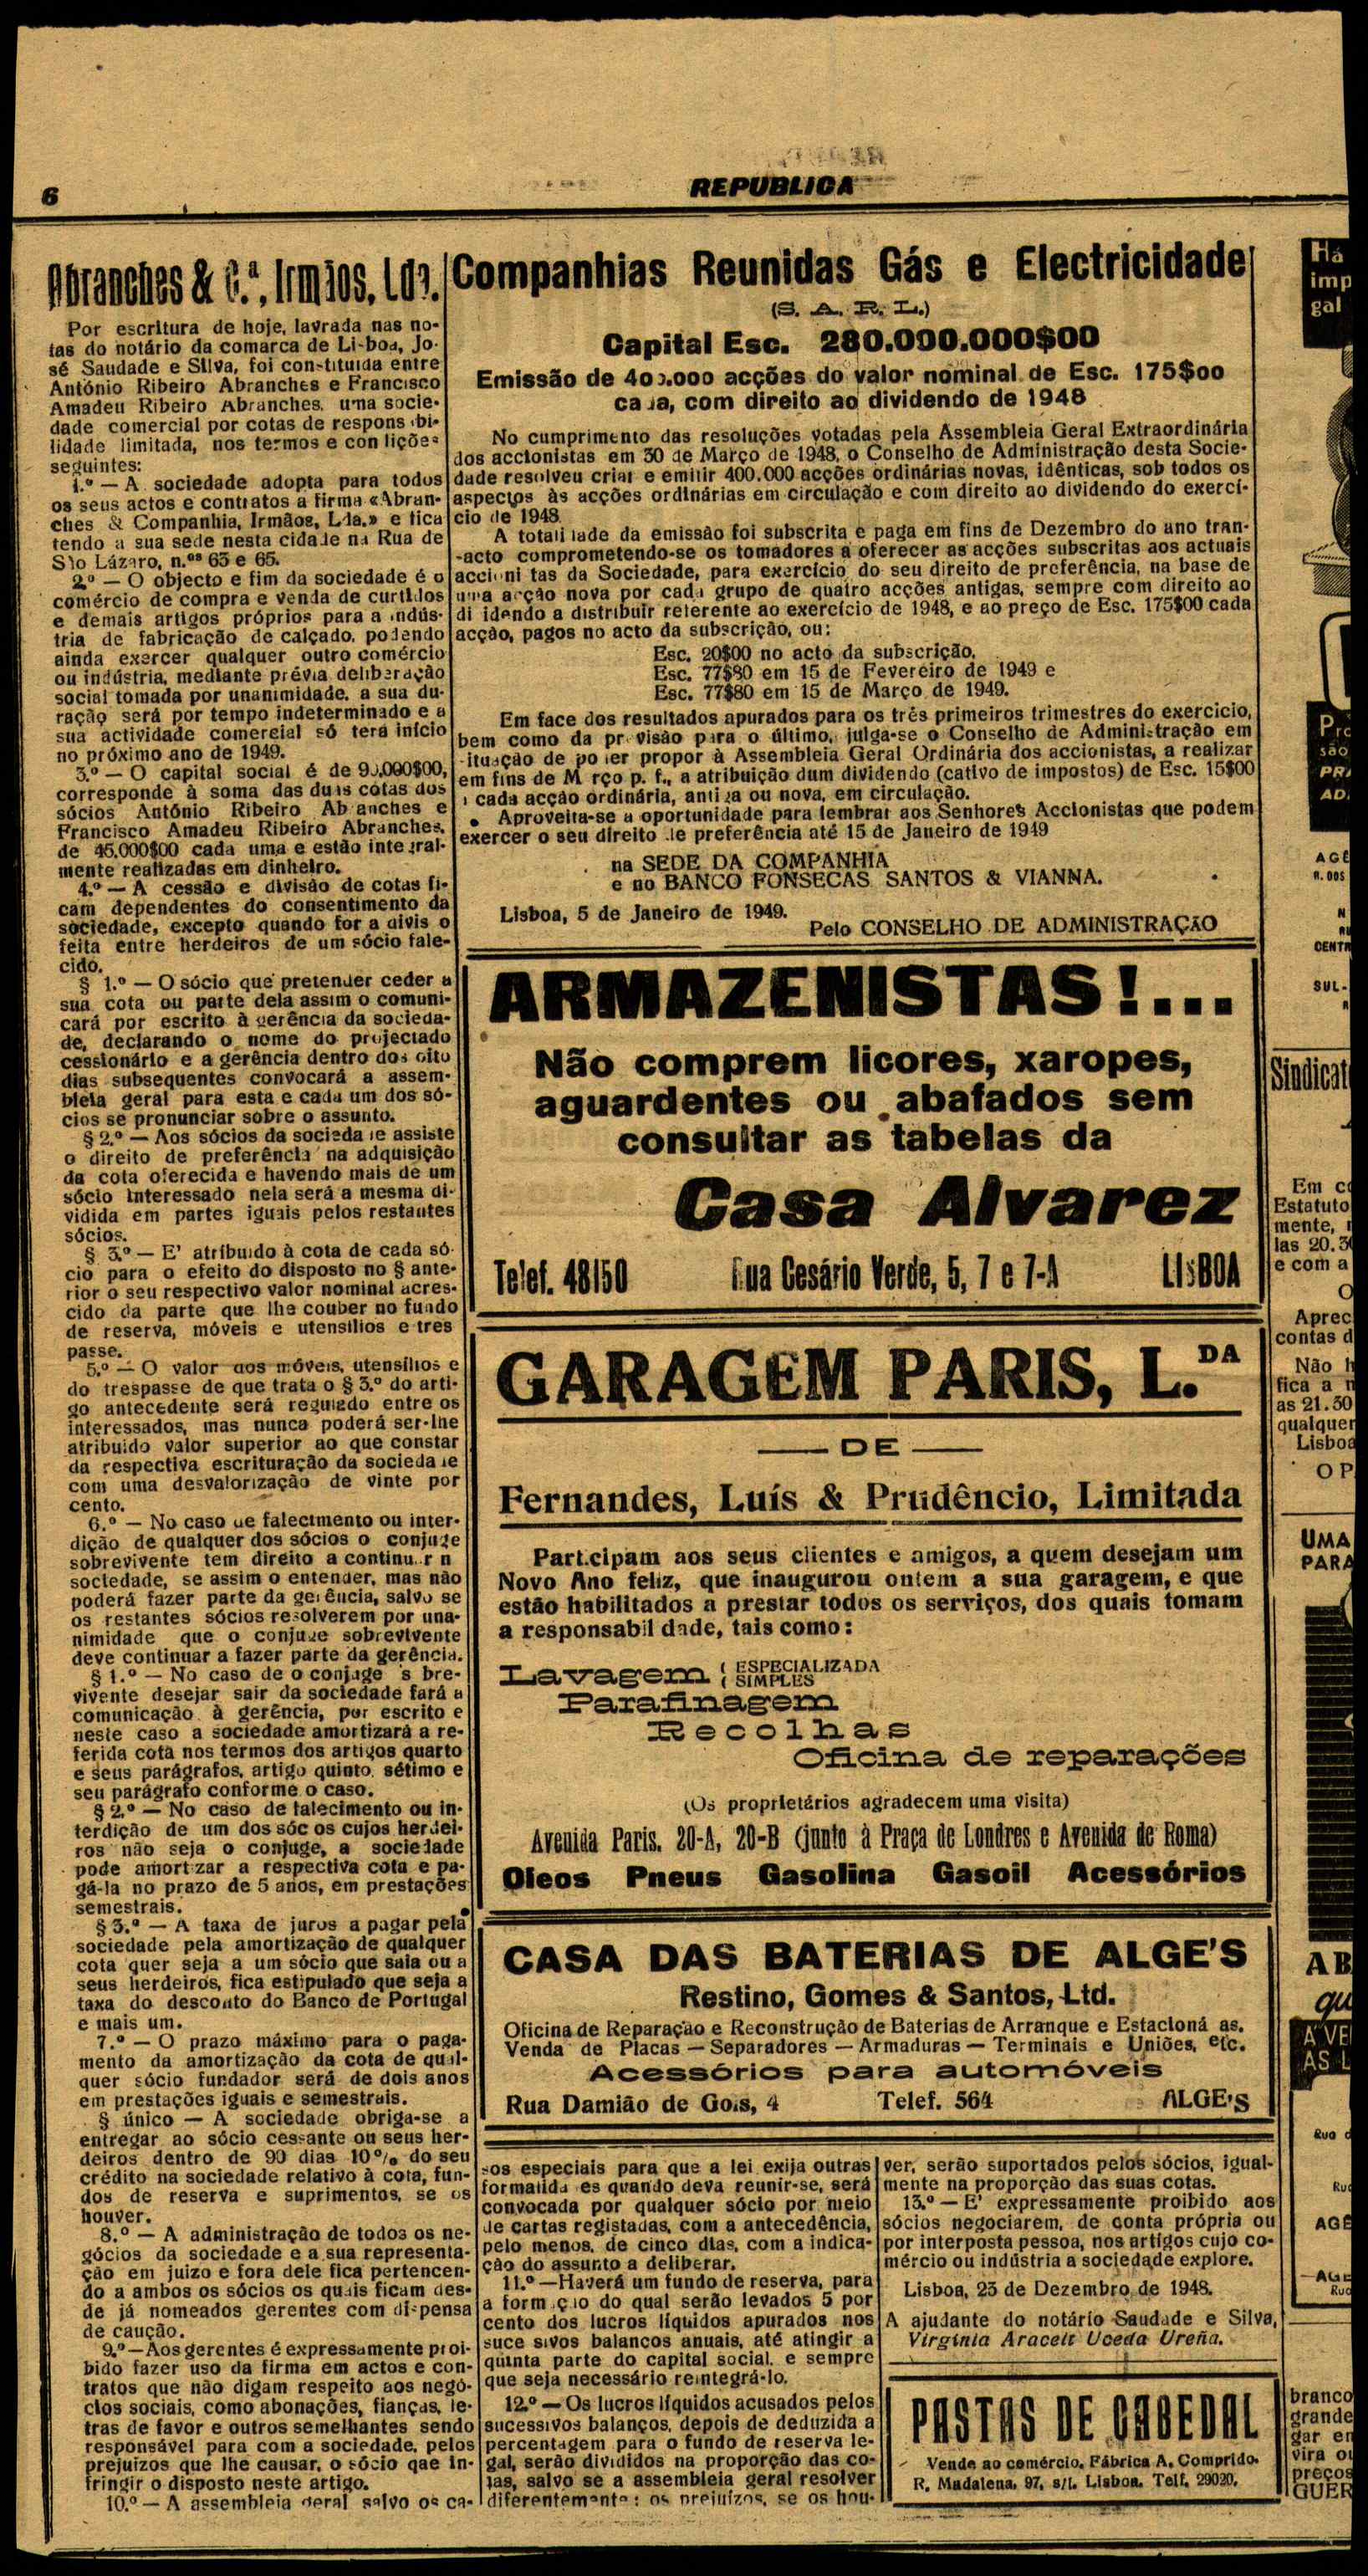 6
REPUBLICA
Abranches & C.ª, Irmãos, Lda.
Por escritura de hoje, lavrada nas no-
tas do notário da comarca de Lisboa, Jo-
sé Saudade e Silva, foi constituida entre
António Ribeiro Abranches e Francisco
Amadeu Ribeiro Abranches, uma socie-
dade comercial por cotas de responsabi-
lidade limitada, nos termos e condições
seguintes:
1.º — A sociedade adopta para todos
os seus actos e contratos a firma «Abran-
ches & Companhia, Irmãos, Lda.» e fica
tendo a sua sede nesta cidade na Rua de
São Lázaro, n.ºs 63 e 65.
2.º — O objecto e fim da sociedade é o
comércio de compra e venda de curtidos
e demais artigos próprios para a indús-
tria de fabricação de calçado, podendo
ainda exercer qualquer outro comércio
ou indústria, mediante prévia deliberação
social tomada por unanimidade, a sua du-
ração será por tempo indeterminado e a
sua actividade comercial só terá início
no próximo ano de 1949.
3.º — O capital social é de 90.000$00,
corresponde à soma das duas cotas dos
sócios António Ribeiro Abranches e
Francisco Amadeu Ribeiro Abranches,
de 45.000$00 cada uma e estão integral-
mente realizadas em dinheiro.
4.º — A cessão e divisão de cotas fi-
cam dependentes do consentimento da
sociedade, excepto quando for a divisão
feita entre herdeiros de um sócio fale-
cido.
§ 1.º — O sócio que pretender ceder a
sua cota ou parte dela assim o comuni-
cará por escrito à gerência da socieda-
de, declarando o nome do projectado
cessionário e a gerência dentro dos oito
dias subsequentes convocará a assem-
bleia geral para esta e cada um dos só-
cios se pronunciar sobre o assunto.
§ 2.º — Aos sócios da sociedade assiste
o direito de preferência na adquisição
da cota oferecida e havendo mais de um
sócio interessado nela será a mesma di-
vidida em partes iguais pelos restantes
sócios.
§ 3.º — E' atribuido à cota de cada só-
cio para o efeito do disposto no § ante-
rior o seu respectivo valor nominal acres-
cido da parte que lhe couber no fundo
de reserva, móveis e utensílios e tres
passe.
5.º — O valor dos móveis, utensílios e
do trespasse de que trata o § 3.º do arti-
go antecedente será regulado entre os
interessados, mas nunca poderá ser-lhe
atribuido valor superior ao que constar
da respectiva escrituração da sociedade
com uma desvalorização de vinte por
cento.
6.º — No caso de falecimento ou inter-
dição de qualquer dos sócios o conjuge
sobrevivente tem direito a continuar n
sociedade, se assim o entender, mas não
poderá fazer parte da gerência, salvo se
os restantes sócios resolverem por una-
nimidade que o conjuge sobrevivente
deve continuar a fazer parte da gerência.
§ 1.º — No caso de o conjuge sobre-
vivente desejar sair da sociedade fará a
comunicação à gerência, por escrito e
neste caso a sociedade amortizará a re-
ferida cota nos termos dos artigos quarto
e seus parágrafos, artigo quinto, sétimo e
seu parágrafo conforme o caso.
§ 2.º — No caso de falecimento ou in-
terdição de um dos sócios cujos herdei-
ros não seja o conjuge, a sociedade
pode amortizar a respectiva cota e pa-
gá-la no prazo de 5 anos, em prestações
semestrais.
§ 3.º — A taxa de juros a pagar pela
sociedade pela amortização de qualquer
cota quer seja a um sócio que saia ou a
seus herdeiros, fica estipulado que seja a
taxa do desconto do Banco de Portugal
e mais um.
7.º — O prazo máximo para o paga-
mento da amortização da cota de qual-
quer sócio fundador será de dois anos
em prestações iguais e semestrais.
§ único — A sociedade obriga-se a
entregar ao sócio cessante ou seus her-
deiros dentro de 90 dias 10% do seu
crédito na sociedade relativo à cota, fun-
dos de reserva e suprimentos, se os
houver.
8.º — A administração de todos os ne-
gócios da sociedade e a sua representa-
ção em juizo e fora dele fica pertencen-
do a ambos os sócios os quais ficam des-
de já nomeados gerentes com dispensa
de caução.
9.º — Aos gerentes é expressamente proi-
bido fazer uso da firma em actos e con-
tratos que não digam respeito aos negó-
cios sociais, como abonações, fianças, le-
tras de favor e outros semelhantes sendo
responsável para com a sociedade, pelos
prejuizos que lhe causar, o sócio que in-
fringir o disposto neste artigo.
10.º — A assembleia geral salvo os ca-
sos especiais para que a lei exija outras
formalidades quando deva reunir-se, será
convocada por qualquer sócio por meio
de cartas registadas, com a antecedência,
pelo menos, de cinco dias, com a indica-
ção do assunto a deliberar.
11.º — Haverá um fundo de reserva, para
a formação do qual serão levados 5 por
cento dos lucros líquidos apurados nos
sucessivos balanços anuais, até atingir a
quinta parte do capital social, e sempre
que seja necessário reintegrá-lo.
12.º — Os lucros líquidos acusados pelos
sucessivos balanços, depois de deduzida a
percentagem para o fundo de reserva le-
gal, serão divididos na proporção das co-
tas, salvo se a assembleia geral resolver
diferentemente; os prejuizos, se os hou-
ver, serão suportados pelos sócios, igual-
mente na proporção das suas cotas.
13.º — E' expressamente proibido aos
sócios negociarem, de conta própria ou
por interposta pessoa, nos artigos cujo co-
mércio ou indústria a sociedade explore.
Lisboa, 23 de Dezembro de 1948.
A ajudante do notário Saudade e Silva,
Virginia Araceli Uceda Ureña.
Companhias Reunidas Gás e Electricidade
(S. A. R. L.)
Capital Esc. 280.000.000$00
Emissão de 400.000 acções do valor nominal de Esc. 175$00
cada, com direito ao dividendo de 1948
No cumprimento das resoluções votadas pela Assembleia Geral Extraordinária
dos accionistas em 30 de Março de 1948, o Conselho de Administração desta Socie-
dade resolveu criar e emitir 400.000 acções ordinárias novas, idênticas, sob todos os
aspectos às acções ordinárias em circulação e com direito ao dividendo do exercí-
cio de 1948
A totalidade da emissão foi subscrita e paga em fins de Dezembro do ano tran-
sacto comprometendo-se os tomadores a oferecer as acções subscritas aos actuais
accionistas da Sociedade, para exercício do seu direito de preferência, na base de
uma acção nova por cada grupo de quatro acções antigas, sempre com direito ao
dividendo a distribuir referente ao exercício de 1948, e ao preço de Esc. 175$00 cada
acção, pagos no acto da subscrição, ou:
Esc. 20$00 no acto da subscrição.
Esc. 77$80 em 15 de Fevereiro de 1949 e
Esc. 77$80 em 15 de Março de 1949.
Em face dos resultados apurados para os três primeiros trimestres do exercício,
bem como da previsão para o último, julga-se o Conselho de Administração em
situação de poder propor à Assembleia Geral Ordinária dos accionistas, a realizar
em fins de Março p. f., a atribuição dum dividendo (cativo de impostos) de Esc. 15$00
a cada acção ordinária, antiga ou nova, em circulação.
Aproveita-se a oportunidade para lembrar aos Senhores Accionistas que podem
exercer o seu direito de preferência até 15 de Janeiro de 1949
na SEDE DA COMPANHIA
e no BANCO FONSECAS SANTOS & VIANNA.
Lisboa, 5 de Janeiro de 1949.
Pelo CONSELHO DE ADMINISTRAÇÃO
ARMAZENISTAS!...
Não comprem licores, xaropes,
aguardentes ou abafados sem
consultar as tabelas da
Casa Alvarez
Telef. 48150 Rua Cesário Verde, 5, 7 e 7-A LISBOA
GARAGEM PARIS, L.DA
— DE —
Fernandes, Luís & Prudêncio, Limitada
Participam aos seus clientes e amigos, a quem desejam um
Novo Ano feliz, que inaugurou ontem a sua garagem, e que
estão habilitados a prestar todos os serviços, dos quais tomam
a responsabilidade, tais como:
Lavagem { ESPECIALIZADA
SIMPLES
Parafinagem
Recolhas
Oficina de reparações
(Os proprietários agradecem uma visita)
Avenida Paris, 20-A, 20-B (junto à Praça de Londres e Avenida de Roma)
Oleos Pneus Gasolina Gasoil Acessórios
CASA DAS BATERIAS DE ALGE'S
Restino, Gomes & Santos, Ltd.
Oficina de Reparação e Reconstrução de Baterias de Arranque e Estacioná as.
Venda de Placas — Separadores — Armaduras — Terminais e Uniões, etc.
Acessórios para automóveis
Rua Damião de Gois, 4 Telef. 564 ALGE'S
PASTAS DE CABEDAL
Vende ao comércio. Fábrica A. Comprido.
R. Madalena, 97, s/l. Lisboa. Telf. 29020.
Há
imp
gal
Pro
são
PRA
AD
AGÊ
R. DOS
CENTR
SUL-
Sindicat
Em c
Estatuto
mente,
las 20.30
e com a
O
Aprec
contas d
Não h
fica a n
as 21.30
qualquer
Lisboa
O P
UMA
PARA
AB
qu
A VE
AS L
Rua d
AGÊ
branco
grande
gar en
vira o
preços
GUER